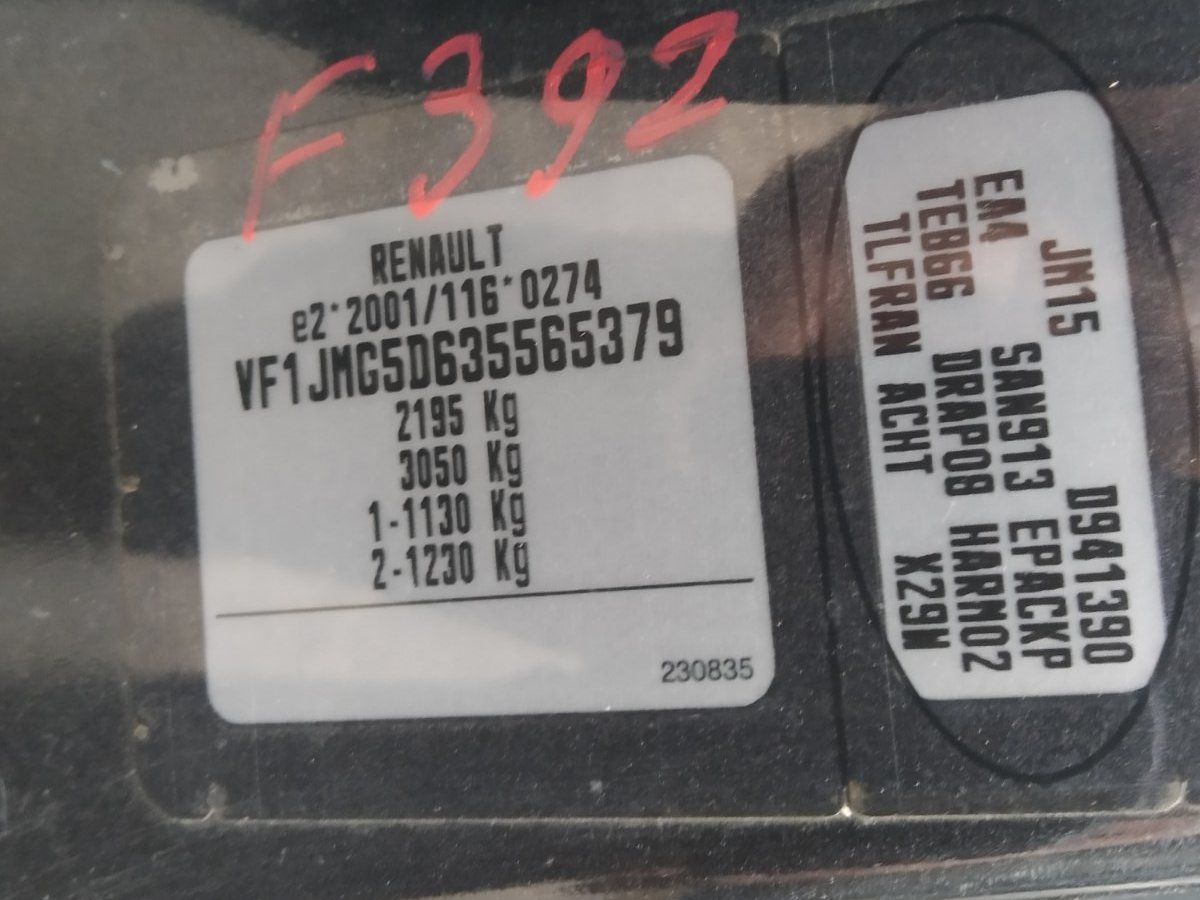 F392
RENAULT
e2*2001/116*0274
VF1JMG5D635565379
2195 Kg
3050 Kg
1-1130 Kg
2-1230 Kg
230835
JM15 D941390
EA4 SAN913 EPACKP
TEB66 DRAP08 HARM02
TLFRAN ACHT X29W